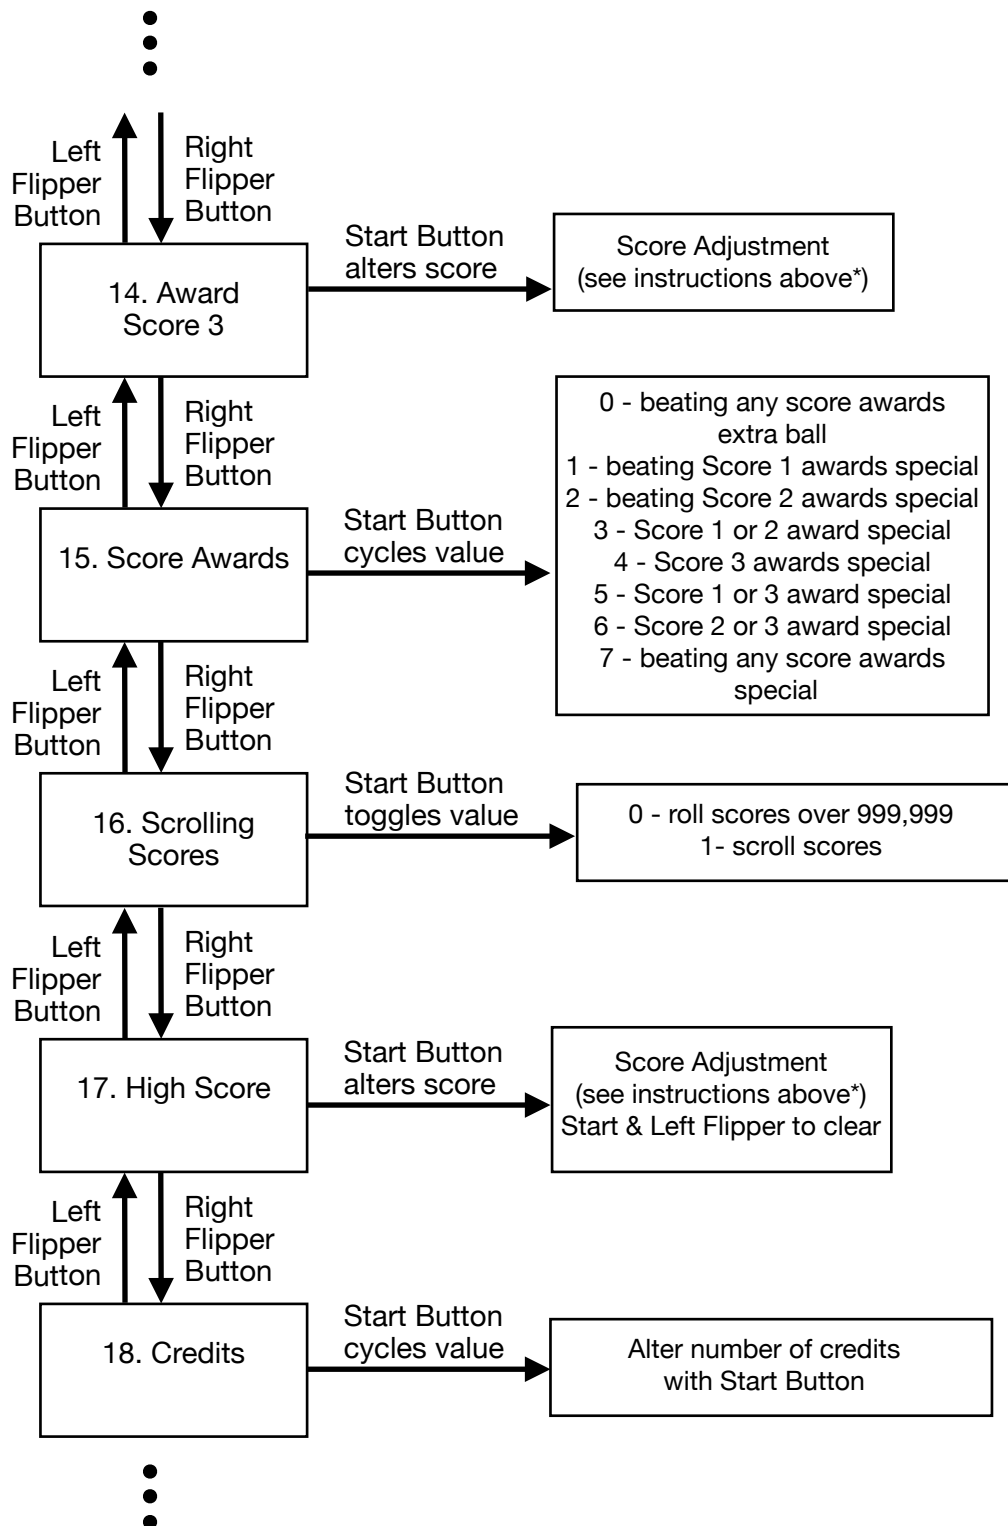 Left
Flipper
Button
Right
Flipper
Button
14. Award
Score 3
Start Button
alters score
Score Adjustment
(see instructions above*)
Left
Flipper
Button
Right
Flipper
Button
15. Score Awards
Start Button
cycles value
0 - beating any score awards
extra ball
1 - beating Score 1 awards special
2 - beating Score 2 awards special
3 - Score 1 or 2 award special
4 - Score 3 awards special
5 - Score 1 or 3 award special
6 - Score 2 or 3 award special
7 - beating any score awards
special
Left
Flipper
Button
Right
Flipper
Button
16. Scrolling
Scores
Start Button
toggles value
0 - roll scores over 999,999
1- scroll scores
Left
Flipper
Button
Right
Flipper
Button
17. High Score
Start Button
alters score
Score Adjustment
(see instructions above*)
Start & Left Flipper to clear
Left
Flipper
Button
Right
Flipper
Button
18. Credits
Start Button
cycles value
Alter number of credits
with Start Button